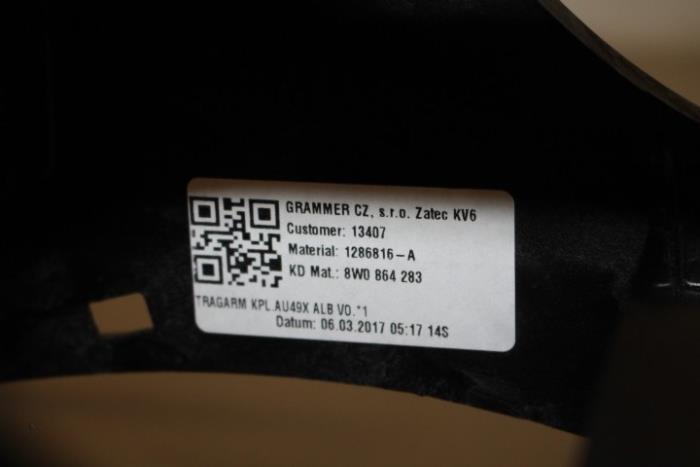 GRAMMER CZ, s.r.o. Zatec KV6
Customer: 13407
Material: 1286816-A
KD Mat.: 8W0 864 283
TRAGARM KPL.AU49X ALB VO.*1
Datum: 06.03.2017 05:17 14S